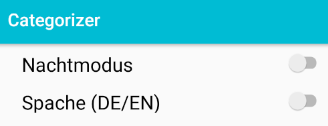 Categorizer
Nachtmodus
Spache (DE/EN)